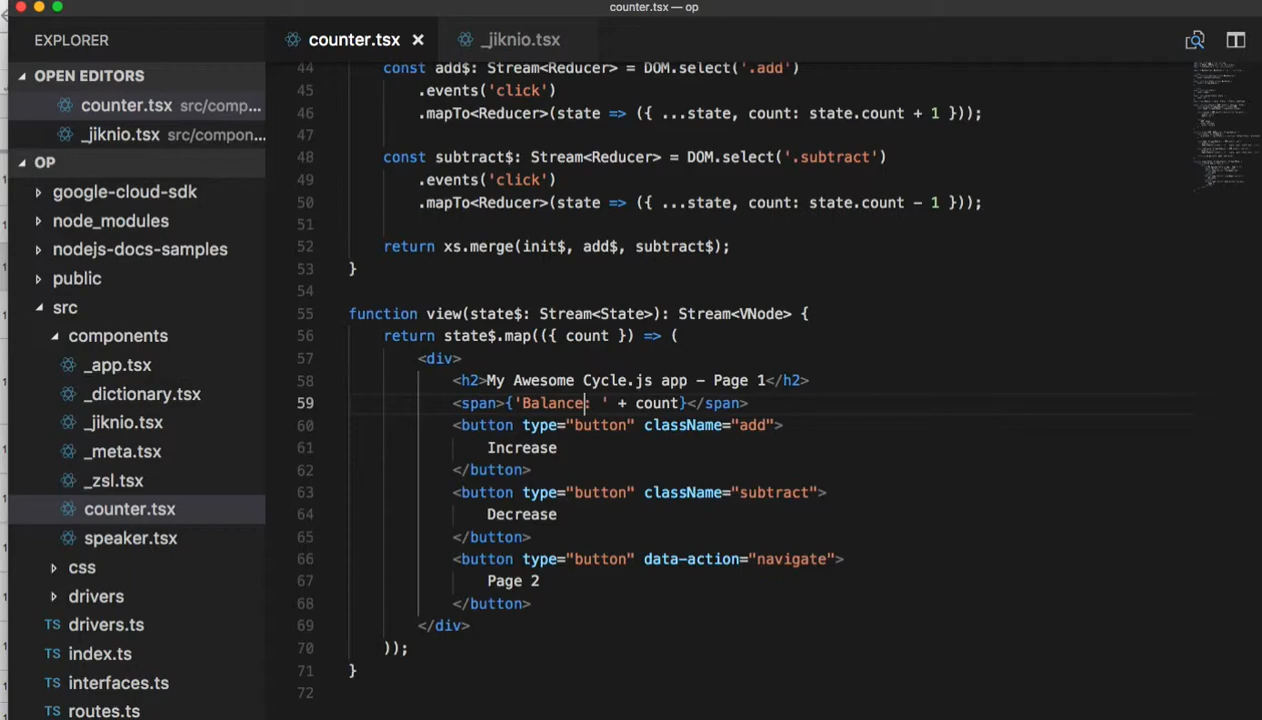 counter.tsx — op
EXPLORER
OPEN EDITORS
counter.tsx src/comp...
_jiknio.tsx src/compon...
OP
google-cloud-sdk
node_modules
nodejs-docs-samples
public
src
components
_app.tsx
_dictionary.tsx
_jiknio.tsx
_meta.tsx
_zsl.tsx
counter.tsx
speaker.tsx
css
drivers
TS drivers.ts
TS index.ts
TS interfaces.ts
TS routes.ts
counter.tsx
_jiknio.tsx
44 const add$: Stream<Reducer> = DOM.select('.add')
45 .events('click')
46 .mapTo<Reducer>(state => ({ ...state, count: state.count + 1 }));
47
48 const subtract$: Stream<Reducer> = DOM.select('.subtract')
49 .events('click')
50 .mapTo<Reducer>(state => ({ ...state, count: state.count - 1 }));
51
52 return xs.merge(init$, add$, subtract$);
53 }
54
55 function view(state$: Stream<State>): Stream<VNode> {
56 return state$.map(({ count }) => (
57 <div>
58 <h2>My Awesome Cycle.js app - Page 1</h2>
59 <span>{'Balance: ' + count}</span>
60 <button type="button" className="add">
61 Increase
62 </button>
63 <button type="button" className="subtract">
64 Decrease
65 </button>
66 <button type="button" data-action="navigate">
67 Page 2
68 </button>
69 </div>
70 ));
71 }
72